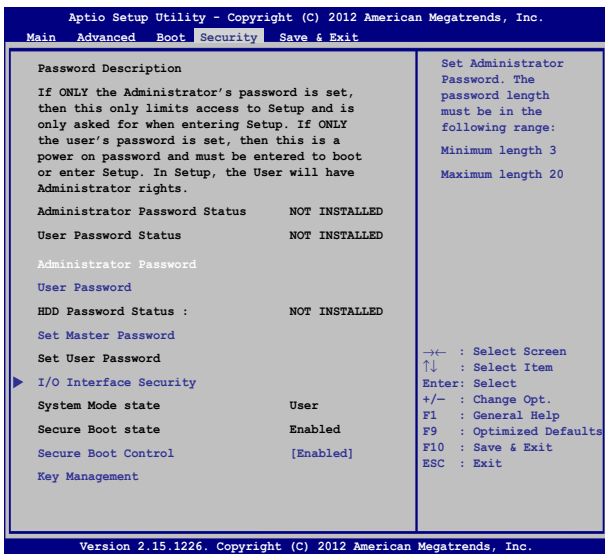 Aptio Setup Utility - Copyright (C) 2012 American Megatrends, Inc.
Main Advanced Boot Security Save & Exit
Password Description
If ONLY the Administrator's password is set,
then this only limits access to Setup and is
only asked for when entering Setup. If ONLY
the user's password is set, then this is a
power on password and must be entered to boot
or enter Setup. In Setup, the User will have
Administrator rights.
Administrator Password Status NOT INSTALLED
User Password Status NOT INSTALLED
Administrator Password
User Password
HDD Password Status : NOT INSTALLED
Set Master Password
Set User Password
I/O Interface Security
System Mode state User
Secure Boot state Enabled
Secure Boot Control [Enabled]
Key Management
Set Administrator
Password. The
password length
must be in the
following range:
Minimum length 3
Maximum length 20
→← : Select Screen
↑↓ : Select Item
Enter: Select
+/— : Change Opt.
F1 : General Help
F9 : Optimized Defaults
F10 : Save & Exit
ESC : Exit
Version 2.15.1226. Copyright (C) 2012 American Megatrends, Inc.